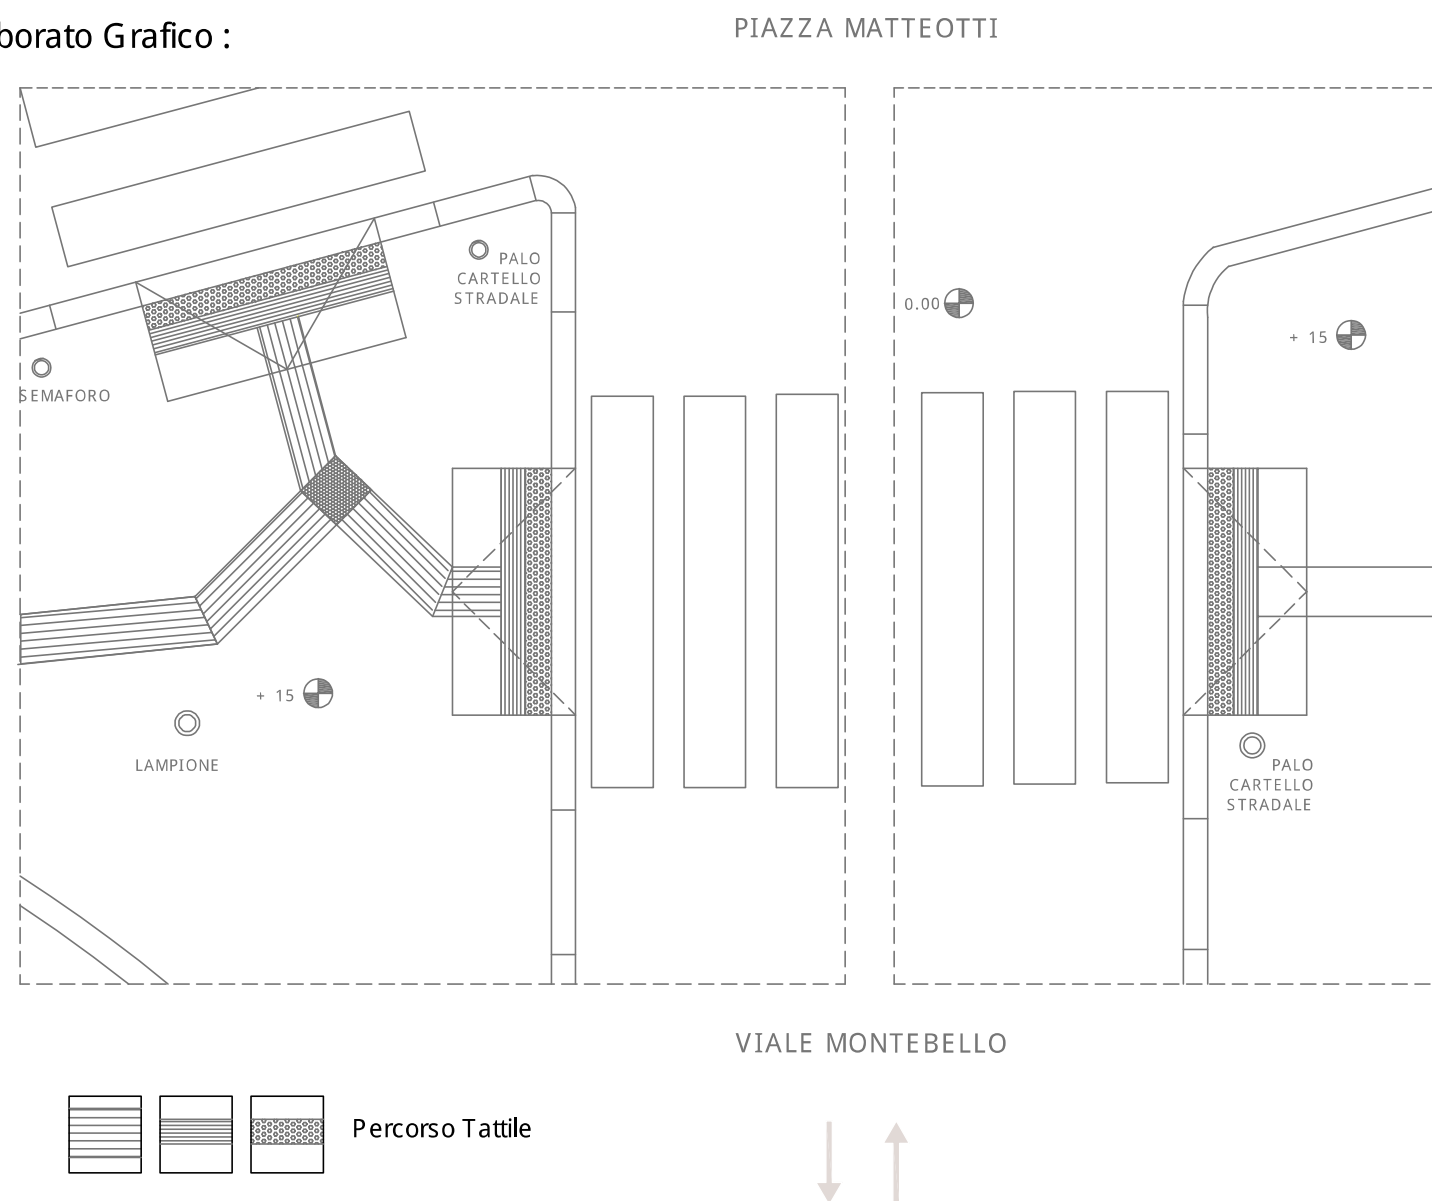 borato Grafico :
PIAZZA MATTEOTTI
PALO
CARTELLO
STRADALE
0.00
+ 15
SEMAFORO
+ 15
LAMPIONE
PALO
CARTELLO
STRADALE
VIALE MONTEBELLO
Percorso Tattile